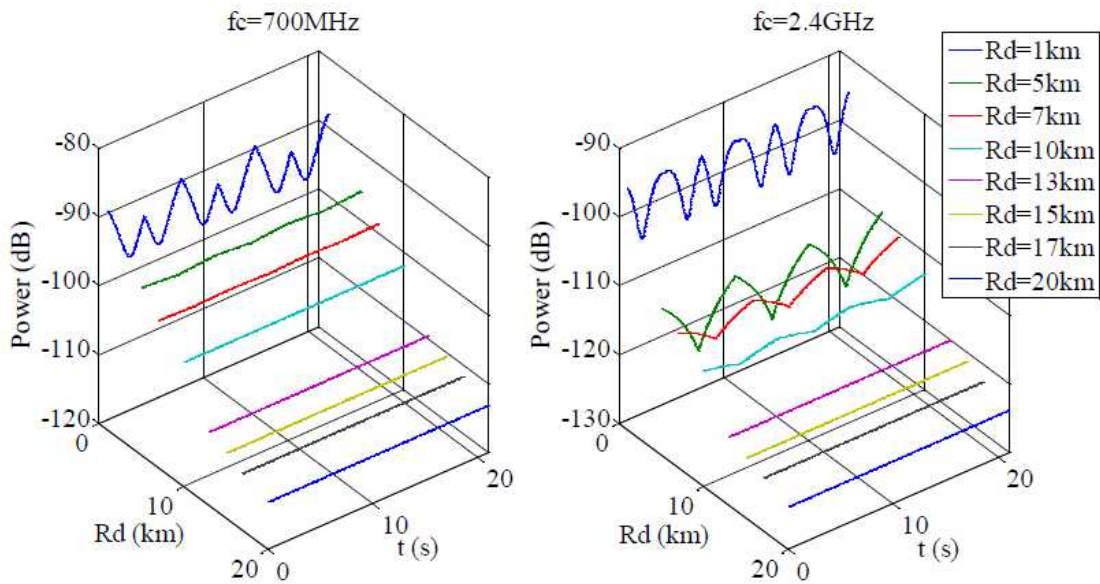 fc=700MHz
-80
-90
-100
-110
-120
Power (dB)
0
10
20
Rd (km)
0
10
20
t (s)
fc=2.4GHz
-90
-100
-110
-120
-130
Power (dB)
0
10
20
Rd (km)
0
10
20
t (s)
Rd=1km
Rd=5km
Rd=7km
Rd=10km
Rd=13km
Rd=15km
Rd=17km
Rd=20km